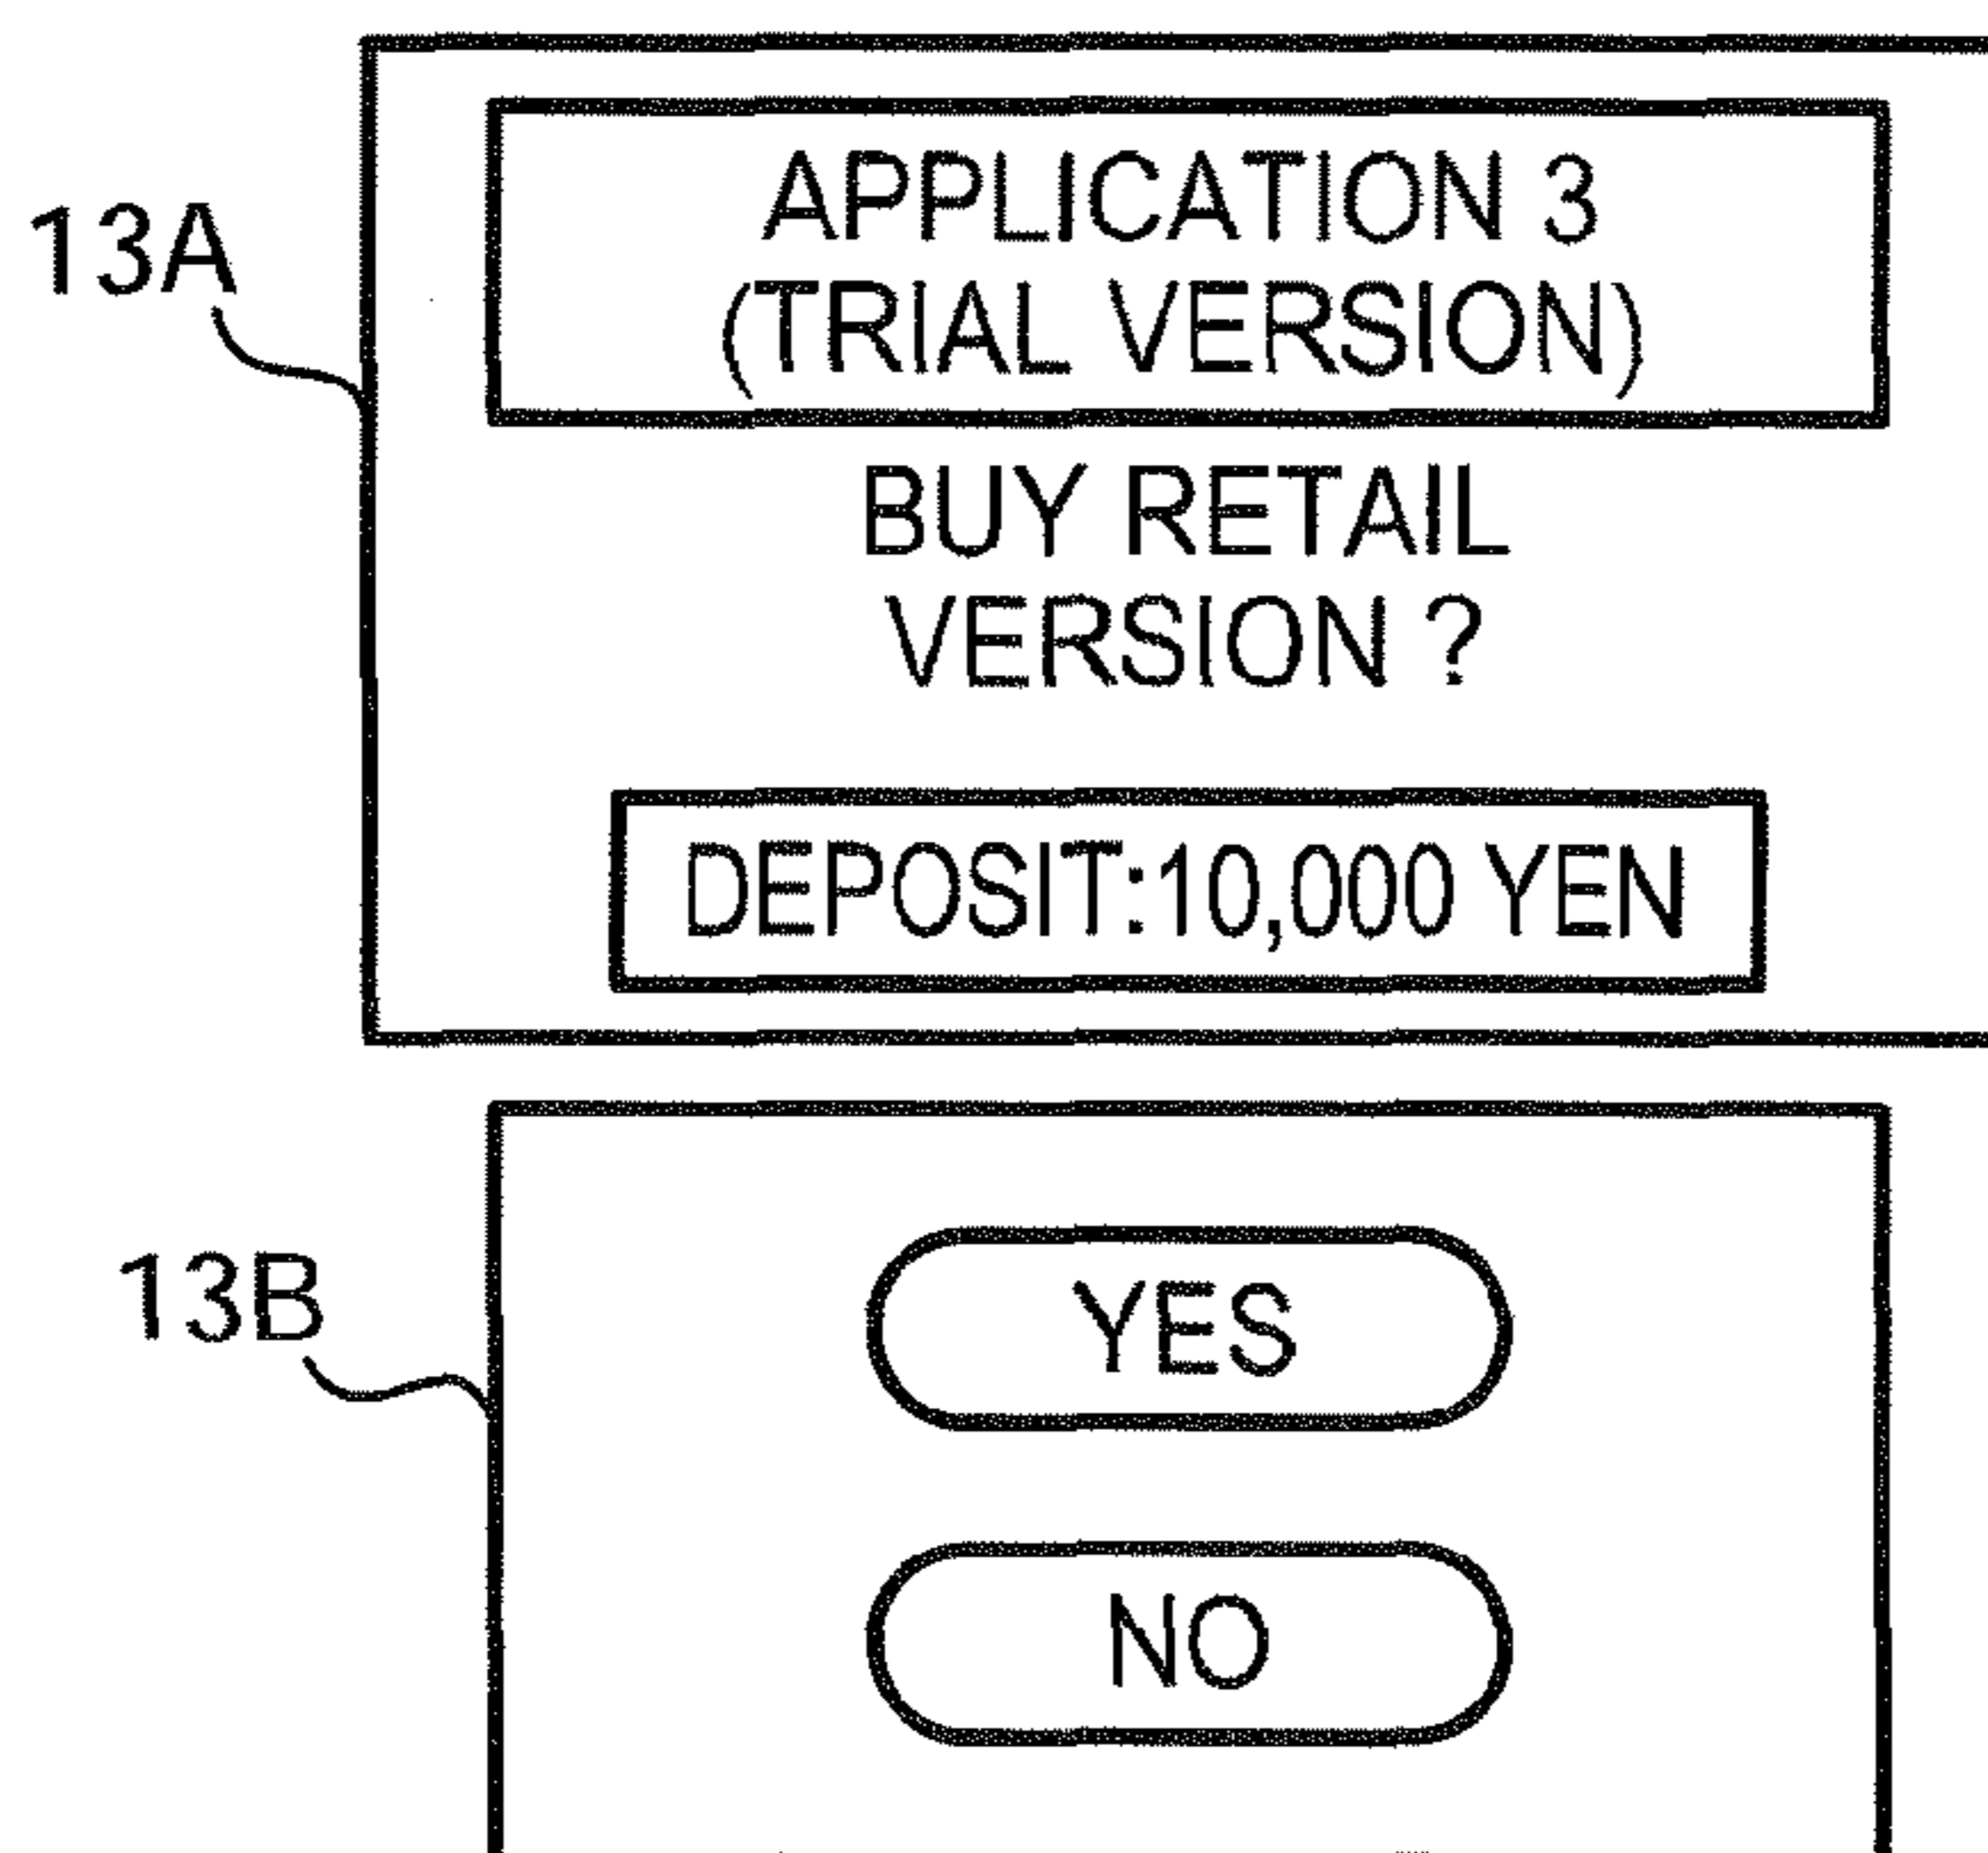 13A
APPLICATION 3
(TRIAL VERSION)
BUY RETAIL
VERSION ?
DEPOSIT:10,000 YEN
13B
YES
NO